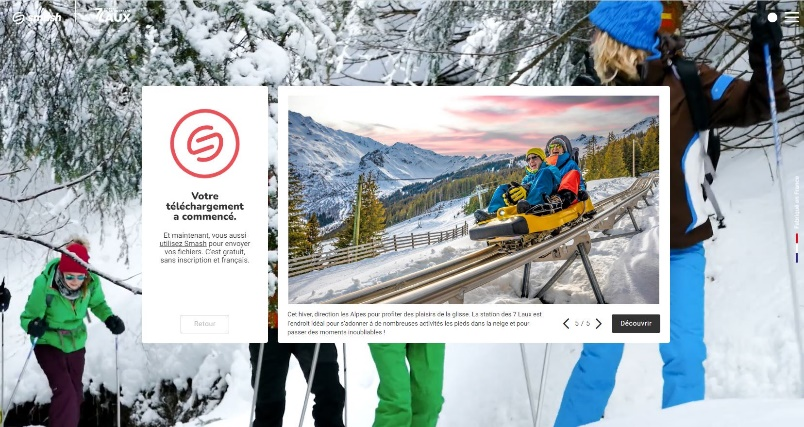 smash
7 LAUX
Votre
téléchargement
a commencé.
Et maintenant, vous aussi
utilisez Smash pour envoyer
vos fichiers. C'est gratuit,
sans inscription et français.
Retour
Cet hiver, direction les Alpes pour profiter des plaisirs de la glisse. La station des 7 Laux est
l'endroit idéal pour s'adonner à de nombreuses activités les pieds dans la neige et pour
passer des moments inoubliables !
5 / 5
Découvrir